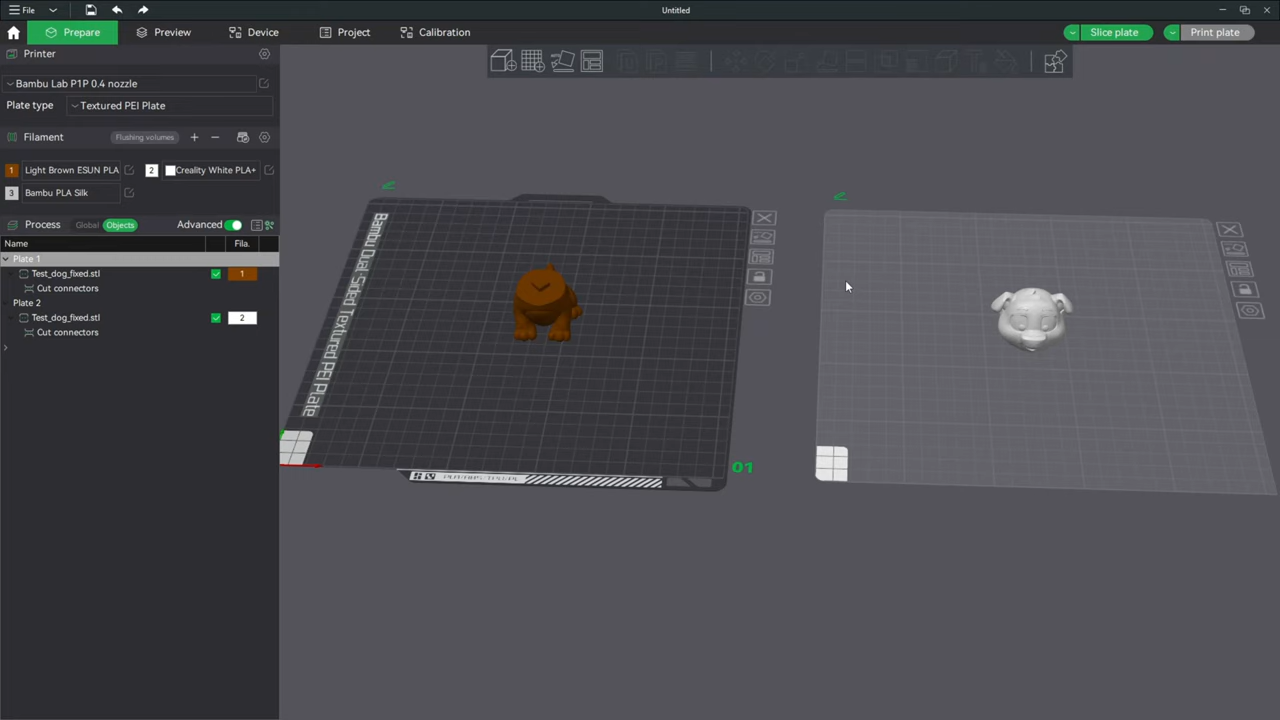 File
Untitled
Prepare
Preview
Device
Project
Calibration
Slice plate
Print plate
Printer
Bambu Lab P1P 0.4 nozzle
Plate type
Textured PEI Plate
Filament
Flushing volumes
1
Light Brown ESUN PLA
2
Creality White PLA+
3
Bambu PLA Silk
Process
Global
Objects
Advanced
Name
Fila.
Plate 1
Test_dog_fixed.stl
1
Cut connectors
Plate 2
Test_dog_fixed.stl
2
Cut connectors
Bambu Dual-Sided Textured PEI Plate
01